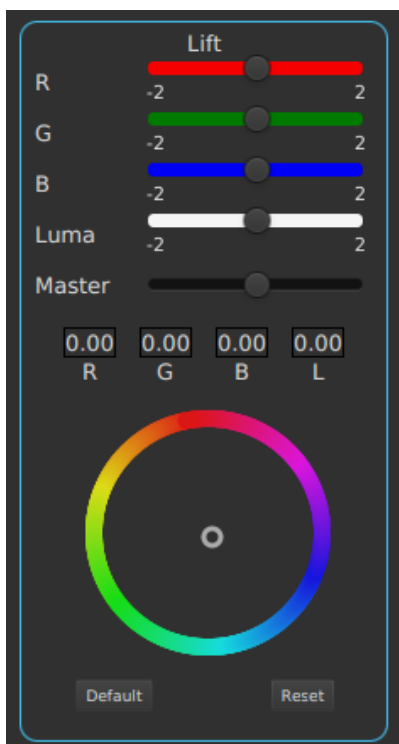 Lift
R
-2 2
G
-2 2
B
-2 2
Luma
-2 2
Master
0.00 0.00 0.00 0.00
R G B L
Default Reset